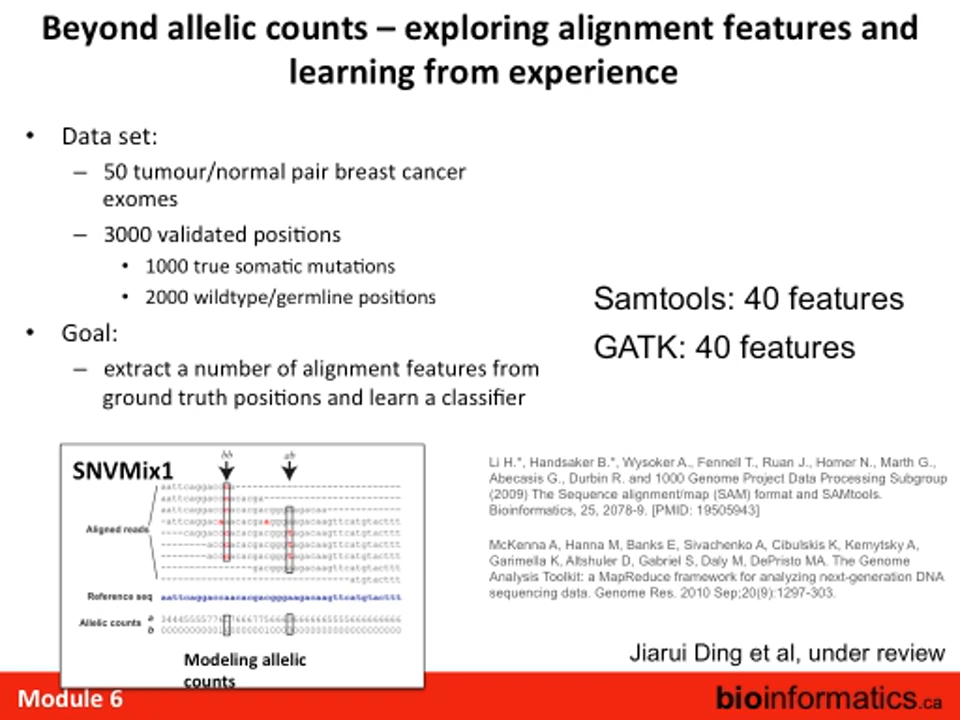 Beyond allelic counts – exploring alignment features and
learning from experience
• Data set:
– 50 tumour/normal pair breast cancer
exomes
– 3000 validated positions
• 1000 true somatic mutations
• 2000 wildtype/germline positions
• Goal:
– extract a number of alignment features from
ground truth positions and learn a classifier
Samtools: 40 features
GATK: 40 features
SNVMix1
bb
ab
Aligned reads
Reference seq
aattcaggaccaacacgacgggaagacaagttcatgtacttt
Allelic counts
a
b
Modeling allelic
counts
Li H.*, Handsaker B.*, Wysoker A., Fennell T., Ruan J., Homer N., Marth G.,
Abecasis G., Durbin R. and 1000 Genome Project Data Processing Subgroup
(2009) The Sequence alignment/map (SAM) format and SAMtools.
Bioinformatics, 25, 2078-9. [PMID: 19505943]
McKenna A, Hanna M, Banks E, Sivachenko A, Cibulskis K, Kernytsky A,
Garimella K, Altshuler D, Gabriel S, Daly M, DePristo MA. The Genome
Analysis Toolkit: a MapReduce framework for analyzing next-generation DNA
sequencing data. Genome Res. 2010 Sep;20(9):1297-303.
Jiarui Ding et al, under review
Module 6
bioinformatics.ca